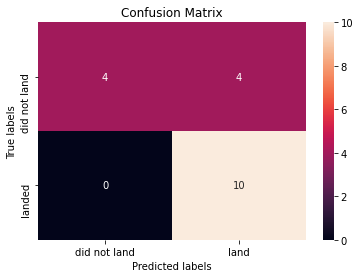 Confusion Matrix
True labels
did not land
landed
4
4
0
10
did not land
land
Predicted labels
10
8
6
4
2
0